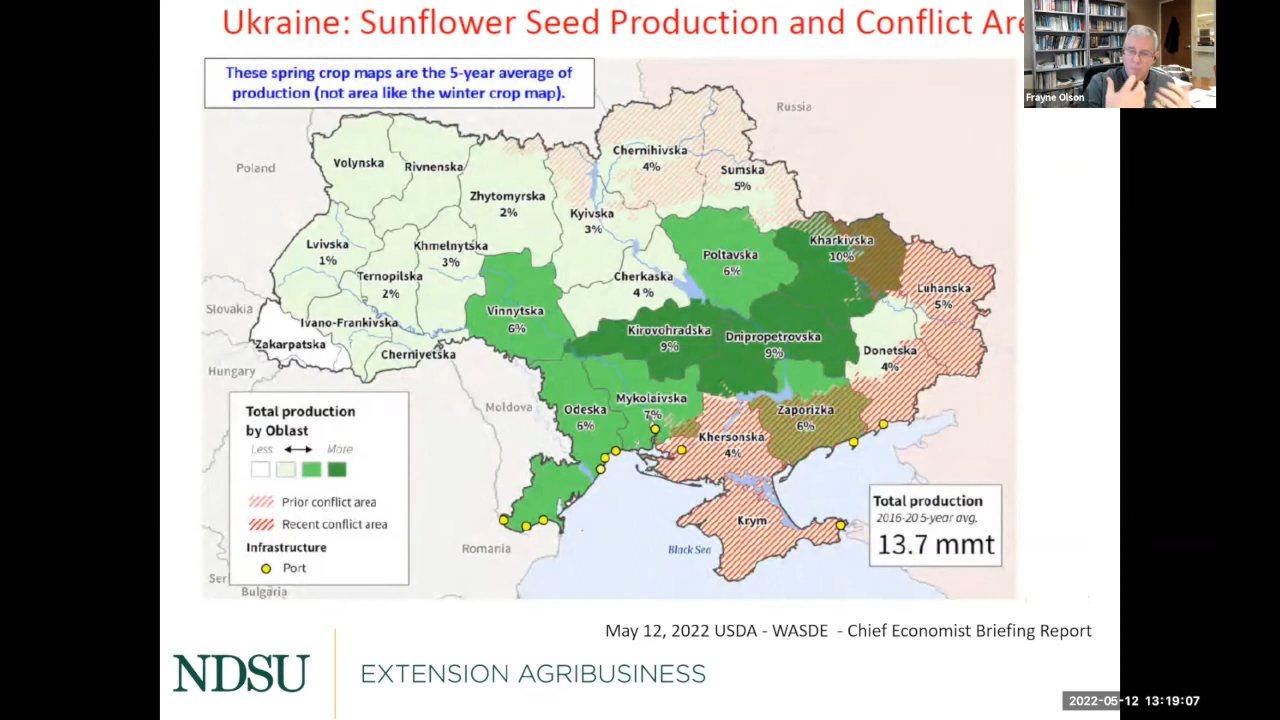 Ukraine: Sunflower Seed Production and Conflict Are
Frayne Olson
These spring crop maps are the 5-year average of
production (not area like the winter crop map).
Russia
Poland
Volynska
Rivnenska
Chernihivska
4%
Sumska
5%
Zhytomyrska
2%
Kyivska
3%
Lvivska
1%
Khmelnytska
3%
Ternopilska
2%
Cherkaska
4 %
Poltavska
6%
Kharkivska
10%
Luhanska
5%
Slovakia
Ivano-Frankivska
Zakarpatska
Chernivetska
Vinnytska
6%
Kirovohradska
9%
Dnipropetrovska
9%
Donetska
4%
Hungary
Moldova
Odeska
6%
Mykolaivska
7%
Khersonska
4%
Zaporizka
6%
Krym
Black Sea
Romania
Ser
Bulgaria
Total production
by Oblast
Less
More
Prior conflict area
Recent conflict area
Infrastructure
Port
Total production
2016-20 5-year avg.
13.7 mmt
May 12, 2022 USDA - WASDE - Chief Economist Briefing Report
NDSU
EXTENSION AGRIBUSINESS
2022-05-12 13:19:07